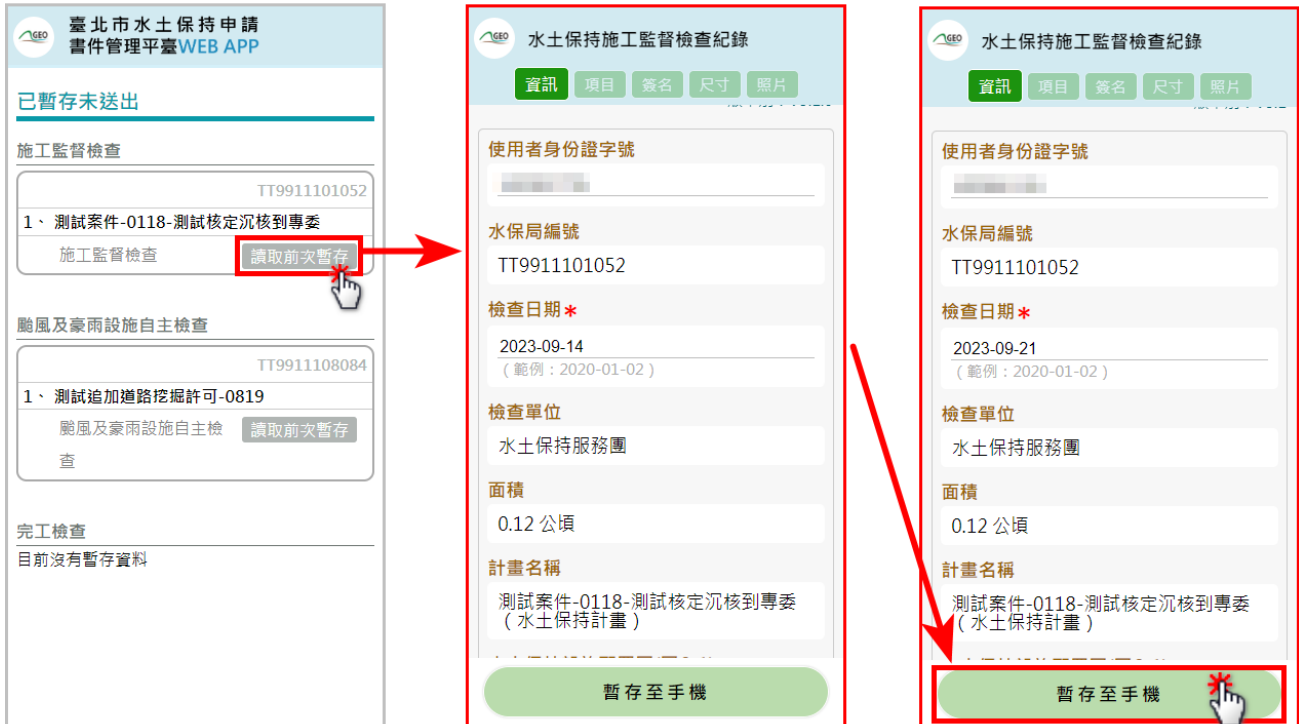 GEO
臺北市水土保持申請
書件管理平臺WEB APP
已暫存未送出
施工監督檢查
TT9911101052
1、 測試案件-0118-測試核定沉核到專委
施工監督檢查
讀取前次暫存
颱風及豪雨設施自主檢查
TT9911108084
1、 測試追加道路挖掘許可-0819
颱風及豪雨設施自主檢
查
讀取前次暫存
完工檢查
目前沒有暫存資料
GEO
水土保持施工監督檢查紀錄
資訊 項目 簽名 尺寸 照片
使用者身份證字號
水保局編號
TT9911101052
檢查日期*
2023-09-14
(範例：2020-01-02)
檢查單位
水土保持服務團
面積
0.12 公頃
計畫名稱
測試案件-0118-測試核定沉核到專委
(水土保持計畫)
暫存至手機
GEO
水土保持施工監督檢查紀錄
資訊 項目 簽名 尺寸 照片
使用者身份證字號
水保局編號
TT9911101052
檢查日期*
2023-09-21
(範例：2020-01-02)
檢查單位
水土保持服務團
面積
0.12 公頃
計畫名稱
測試案件-0118-測試核定沉核到專委
(水土保持計畫)
暫存至手機